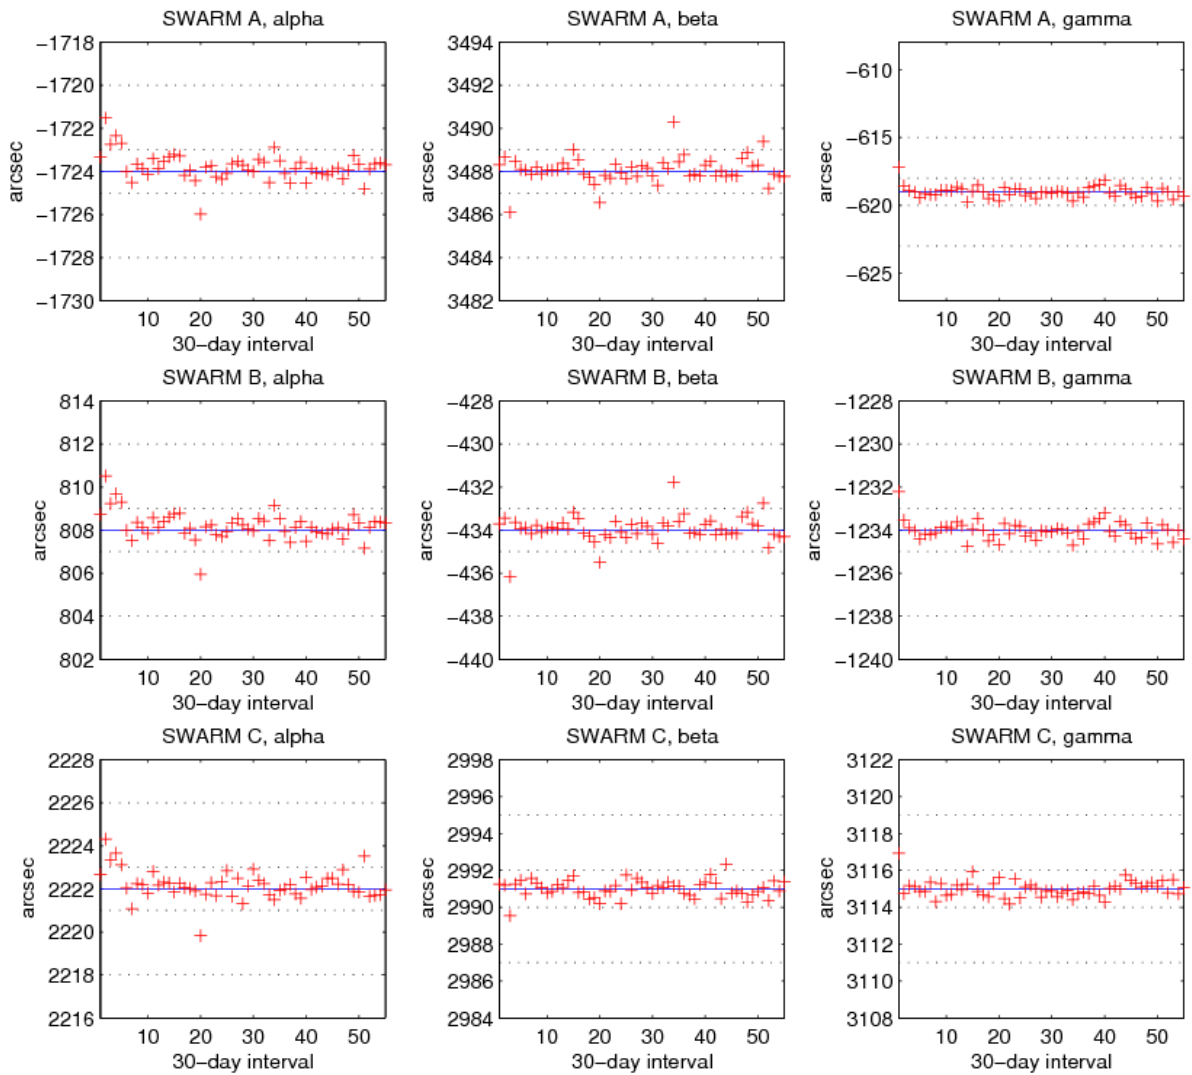 SWARM A, alpha
SWARM A, beta
SWARM A, gamma
arcsec
−1718
−1720
−1722
−1724
−1726
−1728
−1730
10 20 30 40 50
30−day interval
arcsec
3494
3492
3490
3488
3486
3484
3482
10 20 30 40 50
30−day interval
arcsec
−610
−615
−620
−625
10 20 30 40 50
30−day interval
SWARM B, alpha
SWARM B, beta
SWARM B, gamma
arcsec
814
812
810
808
806
804
802
10 20 30 40 50
30−day interval
arcsec
−428
−430
−432
−434
−436
−438
−440
10 20 30 40 50
30−day interval
arcsec
−1228
−1230
−1232
−1234
−1236
−1238
−1240
10 20 30 40 50
30−day interval
SWARM C, alpha
SWARM C, beta
SWARM C, gamma
arcsec
2228
2226
2224
2222
2220
2218
2216
10 20 30 40 50
30−day interval
arcsec
2998
2996
2994
2992
2990
2988
2986
2984
10 20 30 40 50
30−day interval
arcsec
3122
3120
3118
3116
3114
3112
3110
3108
10 20 30 40 50
30−day interval